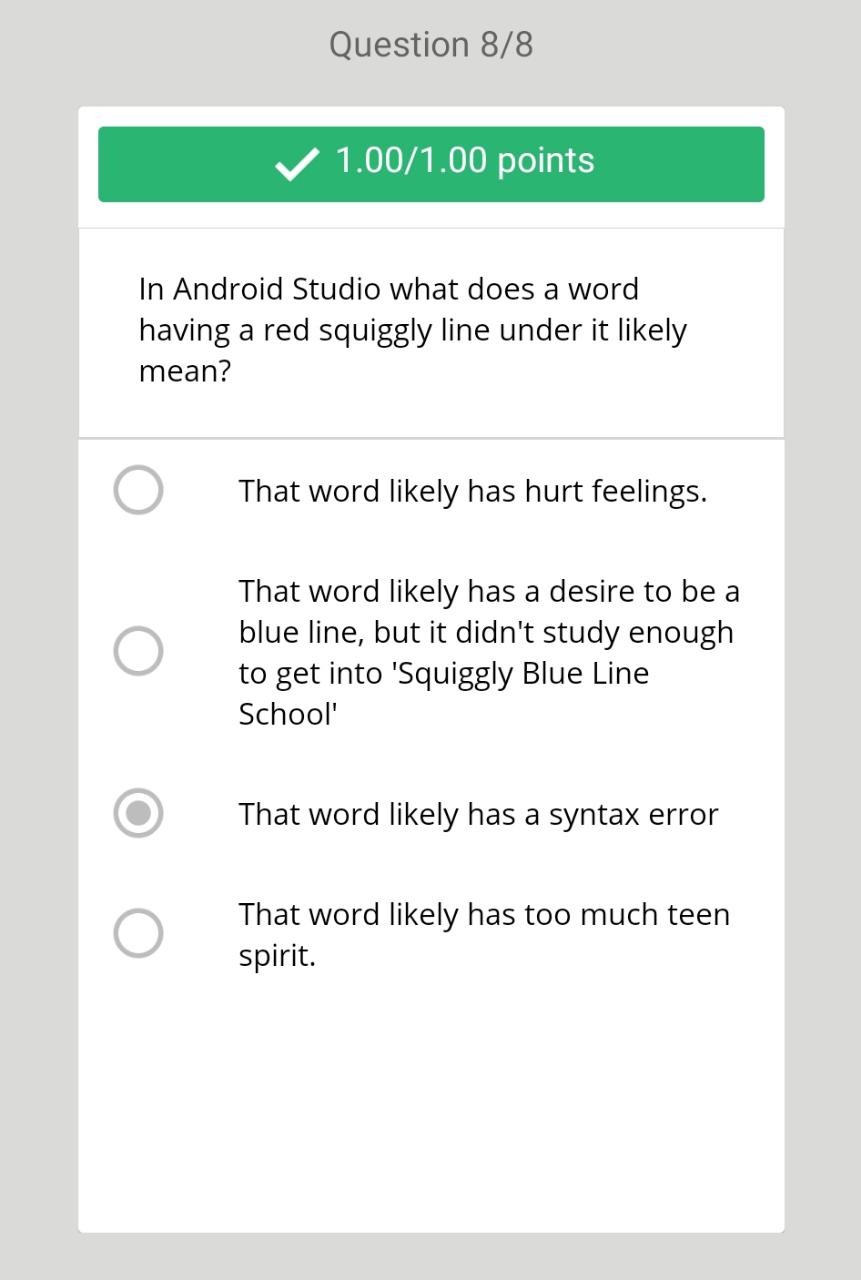 Question 8/8
1.00/1.00 points
In Android Studio what does a word
having a red squiggly line under it likely
mean?
That word likely has hurt feelings.
That word likely has a desire to be a
blue line, but it didn't study enough
to get into 'Squiggly Blue Line
School'
That word likely has a syntax error
That word likely has too much teen
spirit.